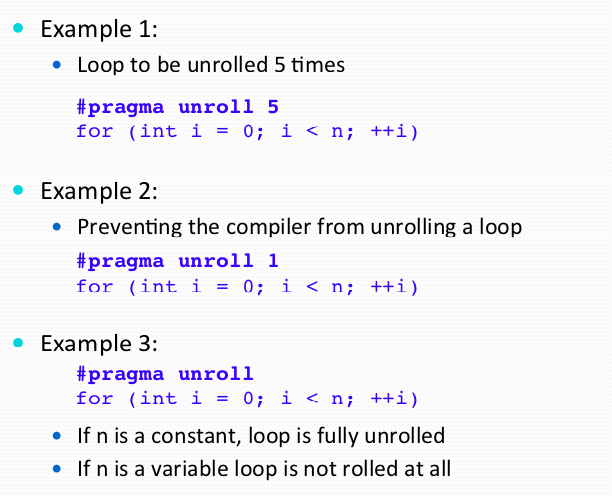 Example 1:
Loop to be unrolled 5 times
#pragma unroll 5
for (int i = 0; i < n; ++i)
Example 2:
Preventing the compiler from unrolling a loop
#pragma unroll 1
for (int i = 0; i < n; ++i)
Example 3:
#pragma unroll
for (int i = 0; i < n; ++i)
If n is a constant, loop is fully unrolled
If n is a variable loop is not rolled at all